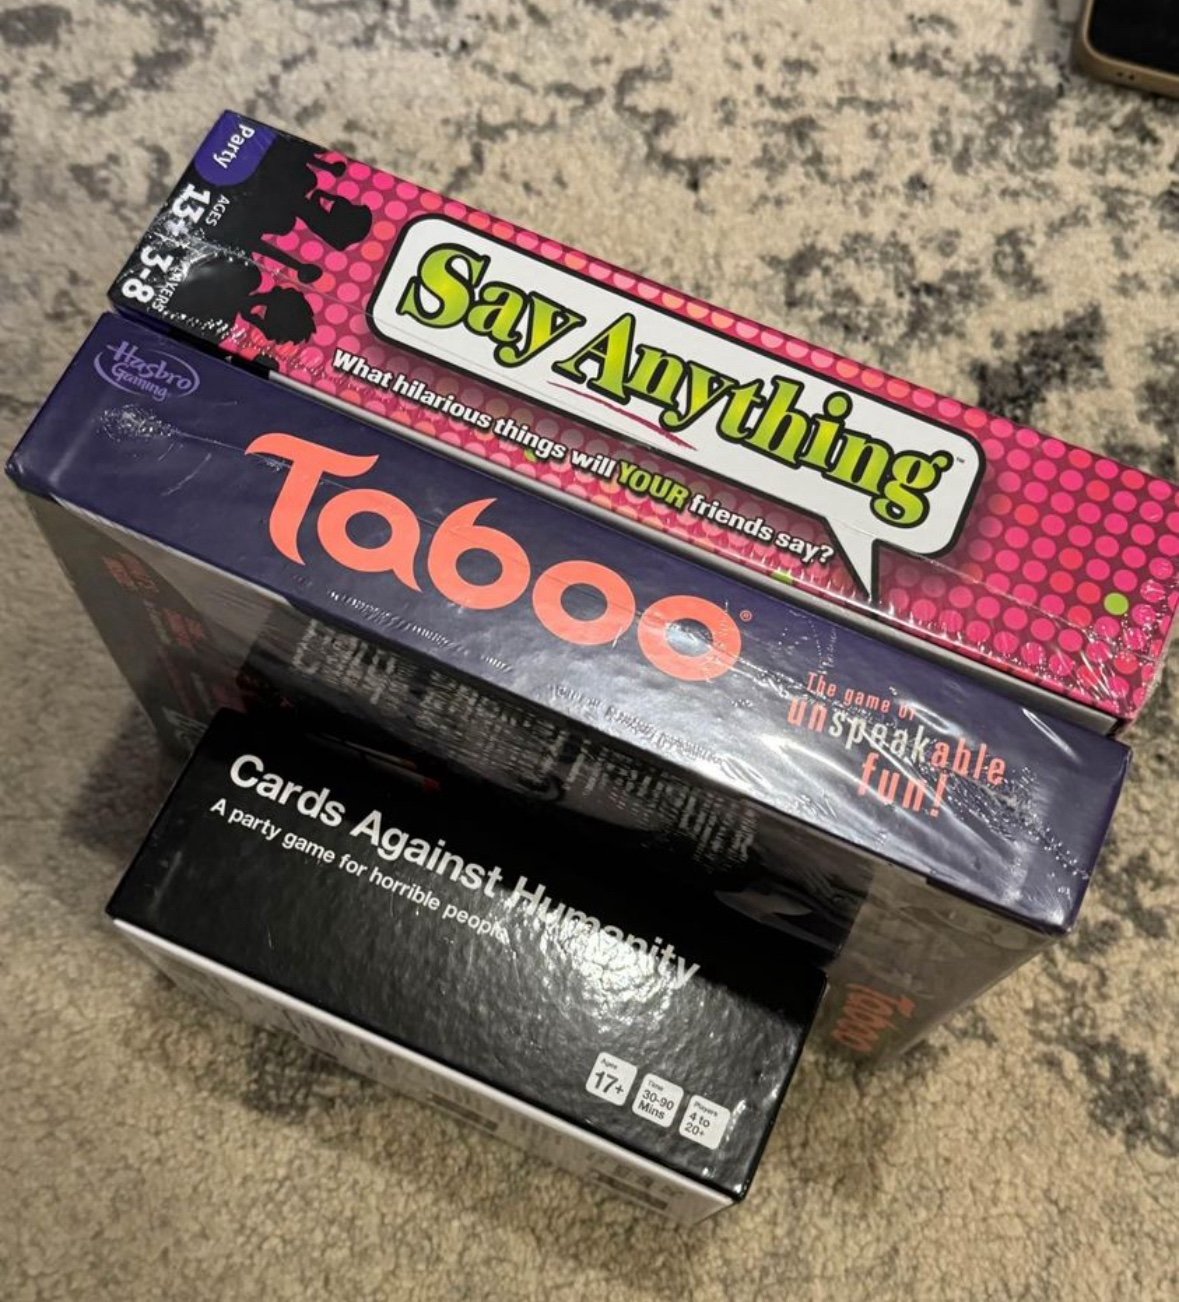 Party
AGES
13+
PLAYERS
3-8
Say Anything™
What hilarious things will YOUR friends say?
Hasbro
Gaming
Taboo®
The game of
unspeakable
fun!
Taboo
Cards Against Humanity
A party game for horrible people
Ages
17+
Time
30-90
Mins
Players
4 to
20+